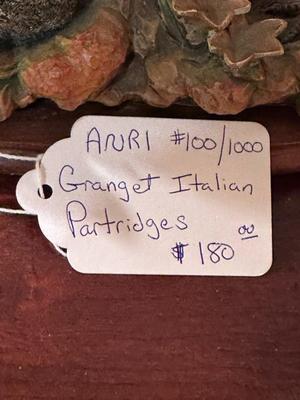 ANRI #100/1000
Granget Italian
Partridges
$180 00